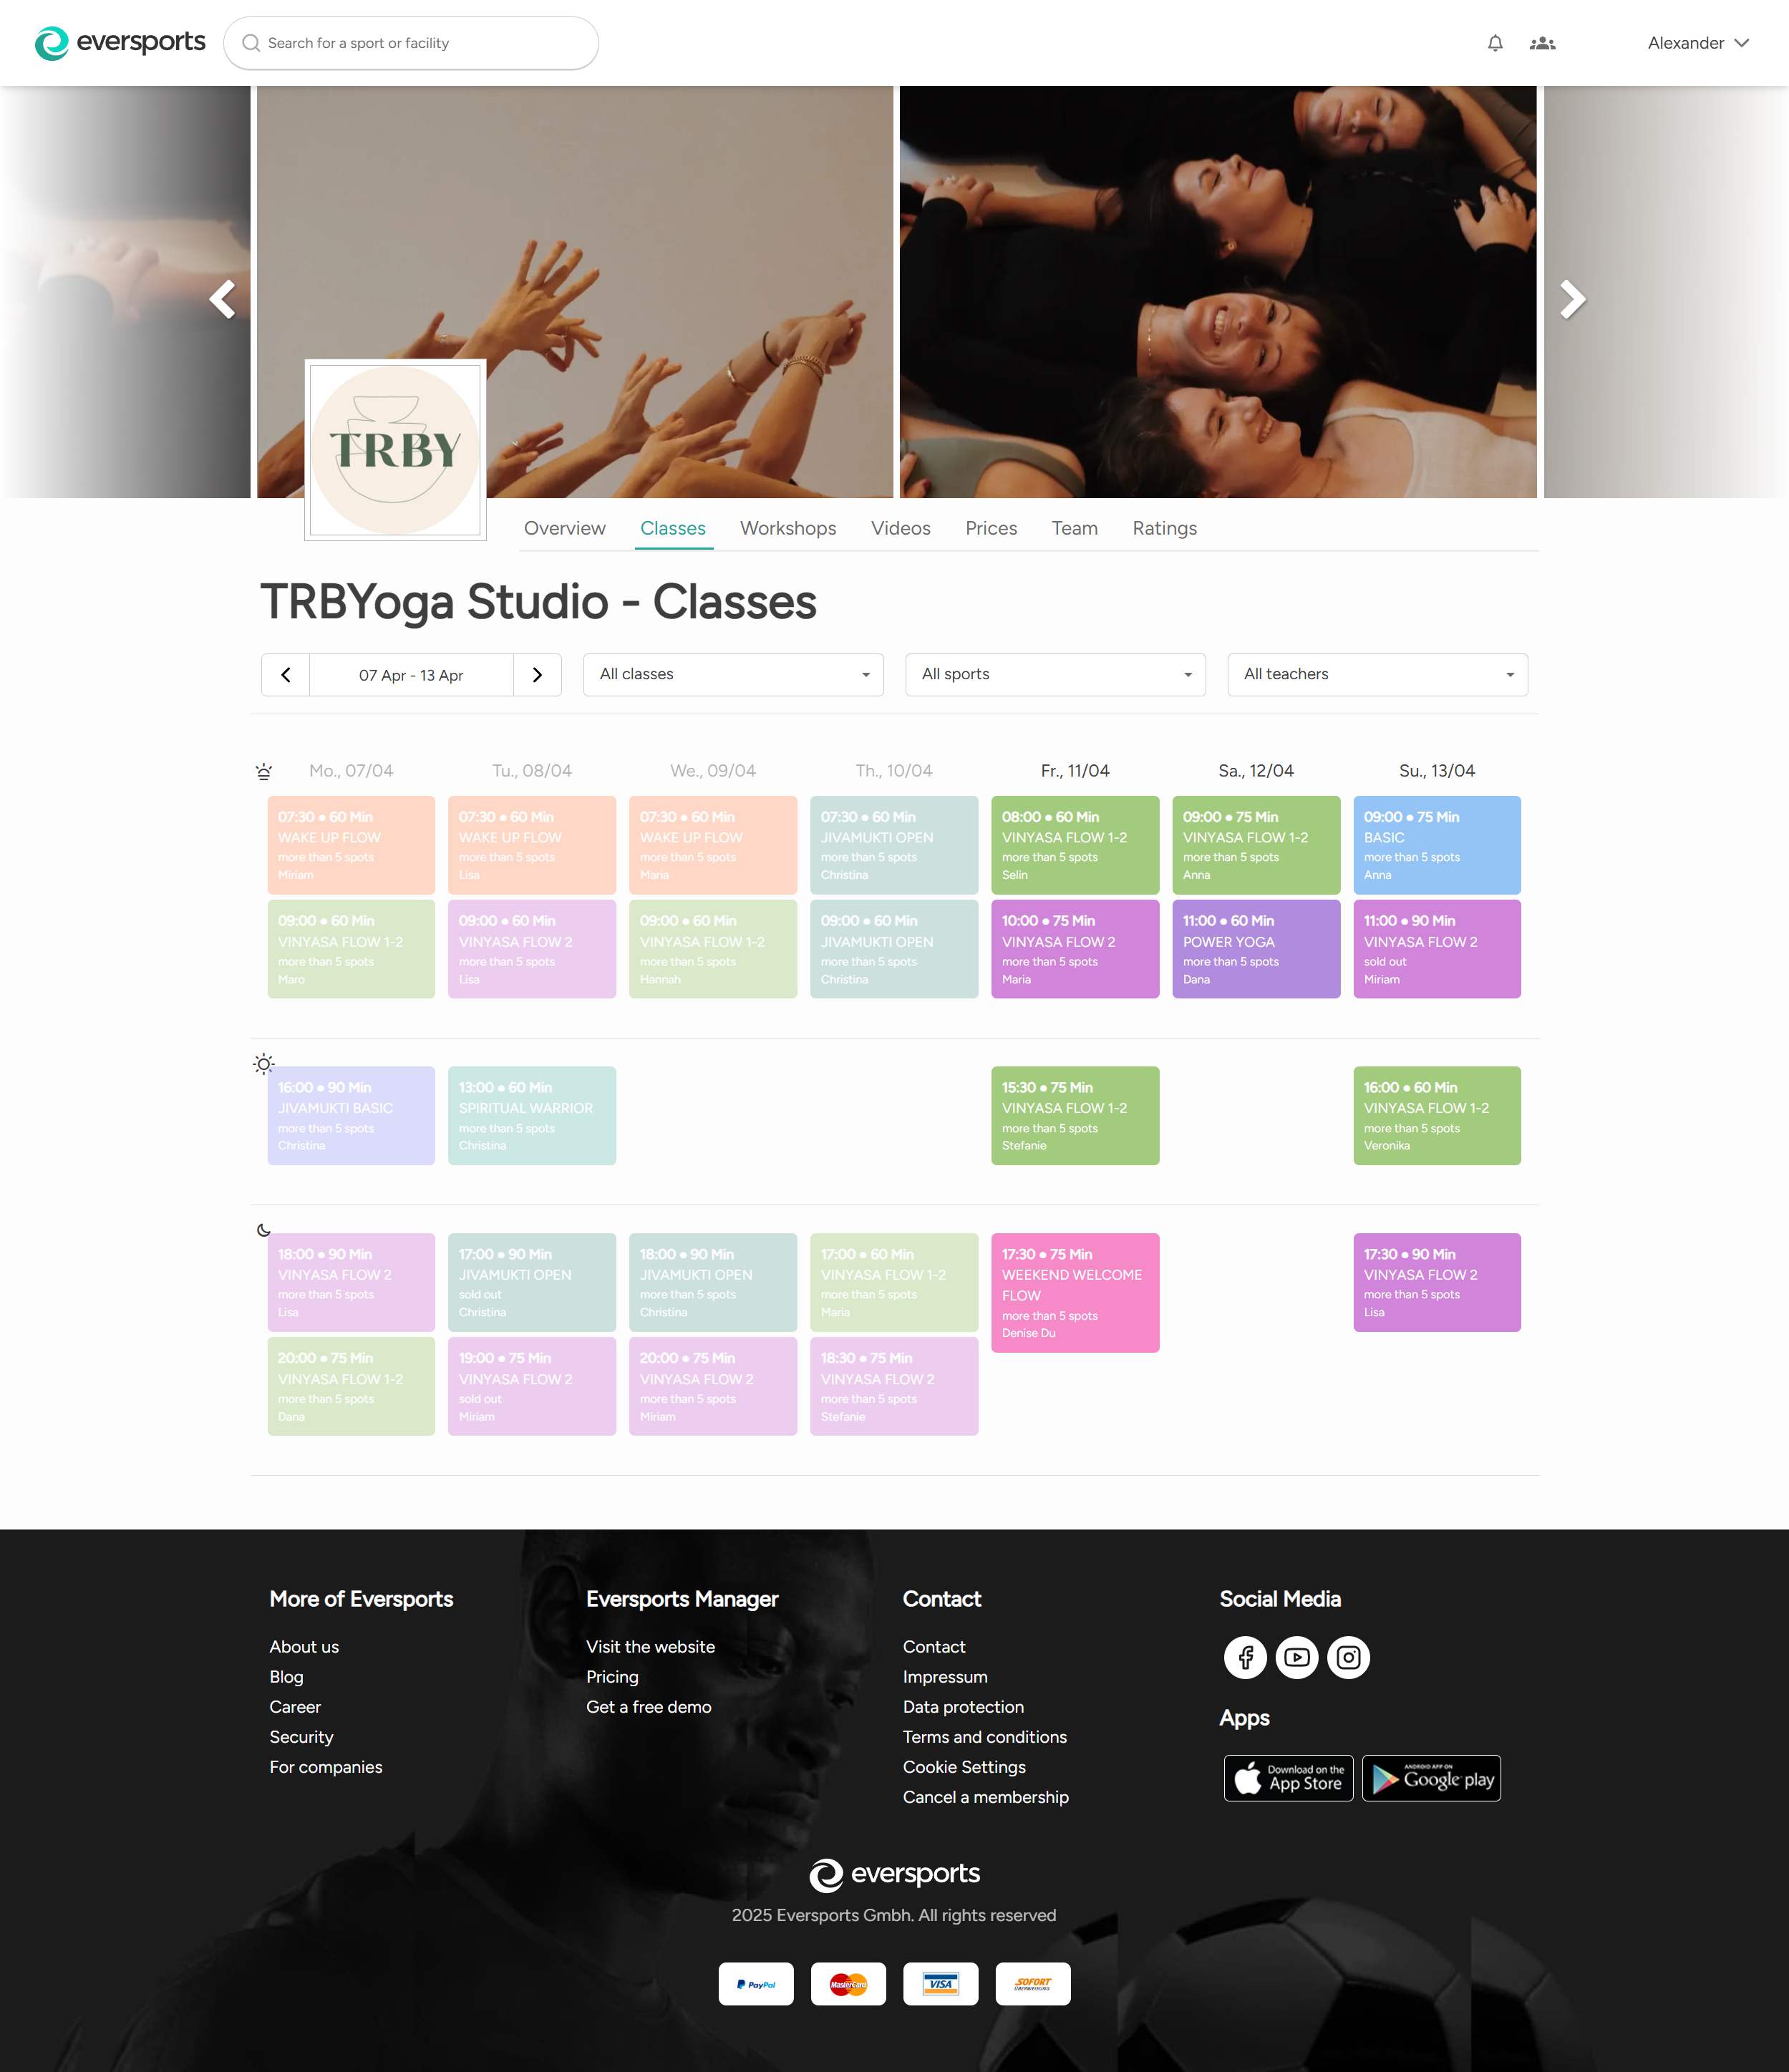 eversports
Search for a sport or facility
Alexander
TRBY
Overview
Classes
Workshops
Videos
Prices
Team
Ratings
TRBYoga Studio - Classes
07 Apr - 13 Apr
All classes
All sports
All teachers
Mo., 07/04
Tu., 08/04
We., 09/04
Th., 10/04
Fr., 11/04
Sa., 12/04
Su., 13/04
07:30 • 60 Min
WAKE UP FLOW
more than 5 spots
Miriam
07:30 • 60 Min
WAKE UP FLOW
more than 5 spots
Lisa
07:30 • 60 Min
WAKE UP FLOW
more than 5 spots
Maria
07:30 • 60 Min
JIVAMUKTI OPEN
more than 5 spots
Christina
08:00 • 60 Min
VINYASA FLOW 1-2
more than 5 spots
Selin
09:00 • 75 Min
VINYASA FLOW 1-2
more than 5 spots
Anna
09:00 • 75 Min
BASIC
more than 5 spots
Anna
09:00 • 60 Min
VINYASA FLOW 1-2
more than 5 spots
Maro
09:00 • 60 Min
VINYASA FLOW 2
more than 5 spots
Lisa
09:00 • 60 Min
VINYASA FLOW 1-2
more than 5 spots
Hannah
09:00 • 60 Min
JIVAMUKTI OPEN
more than 5 spots
Christina
10:00 • 75 Min
VINYASA FLOW 2
more than 5 spots
Maria
11:00 • 60 Min
POWER YOGA
more than 5 spots
Dana
11:00 • 90 Min
VINYASA FLOW 2
sold out
Miriam
16:00 • 90 Min
JIVAMUKTI BASIC
more than 5 spots
Christina
13:00 • 60 Min
SPIRITUAL WARRIOR
more than 5 spots
Christina
15:30 • 75 Min
VINYASA FLOW 1-2
more than 5 spots
Stefanie
16:00 • 60 Min
VINYASA FLOW 1-2
more than 5 spots
Veronika
18:00 • 90 Min
VINYASA FLOW 2
more than 5 spots
Lisa
17:00 • 90 Min
JIVAMUKTI OPEN
sold out
Christina
18:00 • 90 Min
JIVAMUKTI OPEN
more than 5 spots
Christina
17:00 • 60 Min
VINYASA FLOW 1-2
more than 5 spots
Maria
17:30 • 75 Min
WEEKEND WELCOME
FLOW
more than 5 spots
Denise Du
17:30 • 90 Min
VINYASA FLOW 2
more than 5 spots
Lisa
20:00 • 75 Min
VINYASA FLOW 1-2
more than 5 spots
Dana
19:00 • 75 Min
VINYASA FLOW 2
sold out
Miriam
20:00 • 75 Min
VINYASA FLOW 2
more than 5 spots
Miriam
18:30 • 75 Min
VINYASA FLOW 2
more than 5 spots
Stefanie
More of Eversports
About us
Blog
Career
Security
For companies
Eversports Manager
Visit the website
Pricing
Get a free demo
Contact
Contact
Impressum
Data protection
Terms and conditions
Cookie Settings
Cancel a membership
Social Media
Apps
Download on the
App Store
ANDROID APP ON
Google play
eversports
2025 Eversports Gmbh. All rights reserved
PayPal
MasterCard
VISA
SOFORT
ÜBERWEISUNG